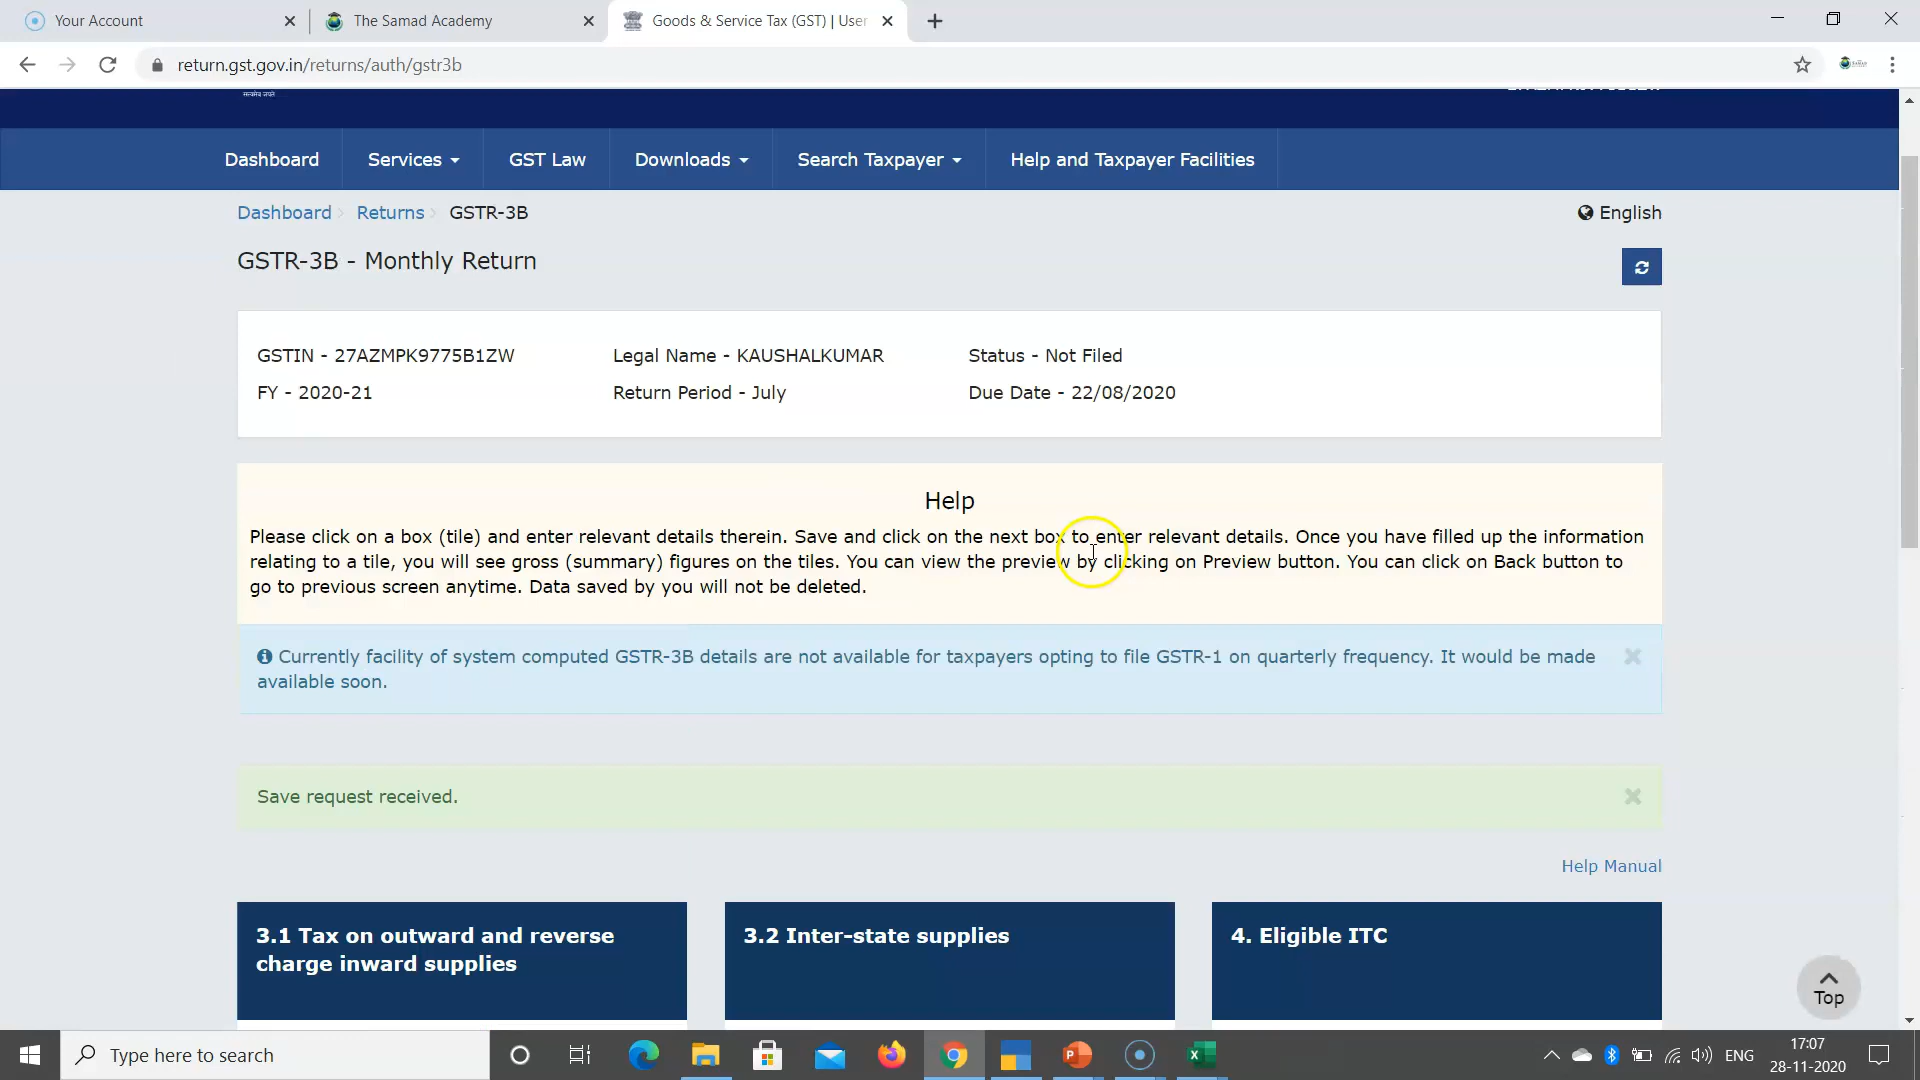 Your Account
The Samad Academy
Goods & Service Tax (GST) | User
return.gst.gov.in/returns/auth/gstr3b
सत्यमेव जयते
Dashboard Services GST Law Downloads Search Taxpayer Help and Taxpayer Facilities
Dashboard Returns GSTR-3B English
GSTR-3B - Monthly Return
GSTIN - 27AZMPK9775B1ZW Legal Name - KAUSHALKUMAR Status - Not Filed
FY - 2020-21 Return Period - July Due Date - 22/08/2020
Help
Please click on a box (tile) and enter relevant details therein. Save and click on the next box to enter relevant details. Once you have filled up the information
relating to a tile, you will see gross (summary) figures on the tiles. You can view the preview by clicking on Preview button. You can click on Back button to
go to previous screen anytime. Data saved by you will not be deleted.
Currently facility of system computed GSTR-3B details are not available for taxpayers opting to file GSTR-1 on quarterly frequency. It would be made
available soon.
Save request received.
Help Manual
3.1 Tax on outward and reverse
charge inward supplies
3.2 Inter-state supplies
4. Eligible ITC
Top
Type here to search
ENG
17:07
28-11-2020